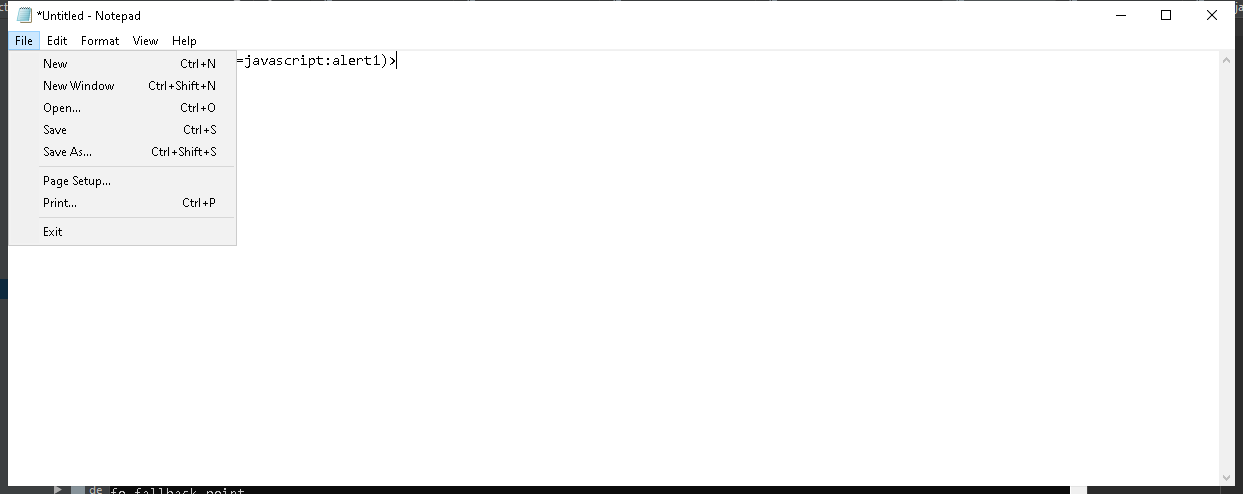 *Untitled - Notepad
File Edit Format View Help
=javascript:alert1)>
New Ctrl+N
New Window Ctrl+Shift+N
Open... Ctrl+O
Save Ctrl+S
Save As... Ctrl+Shift+S
Page Setup...
Print... Ctrl+P
Exit
de fo fallback point